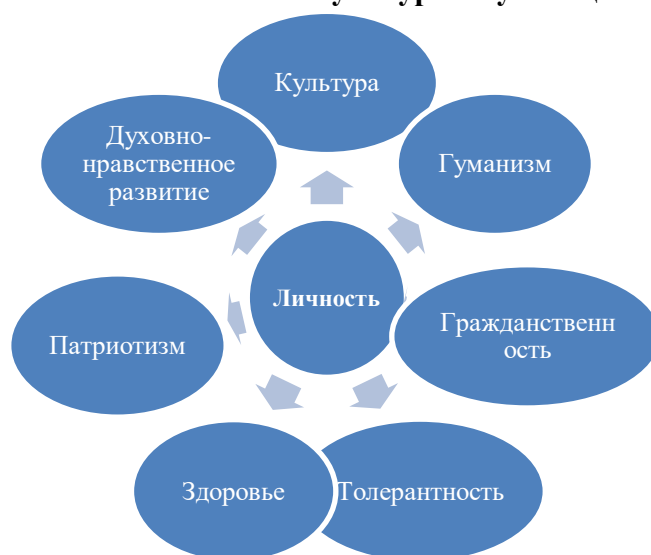 Культура
Духовно-
нравственное
развитие
Гуманизм
Личность
Гражданственн
ость
Патриотизм
Здоровье
Толерантность